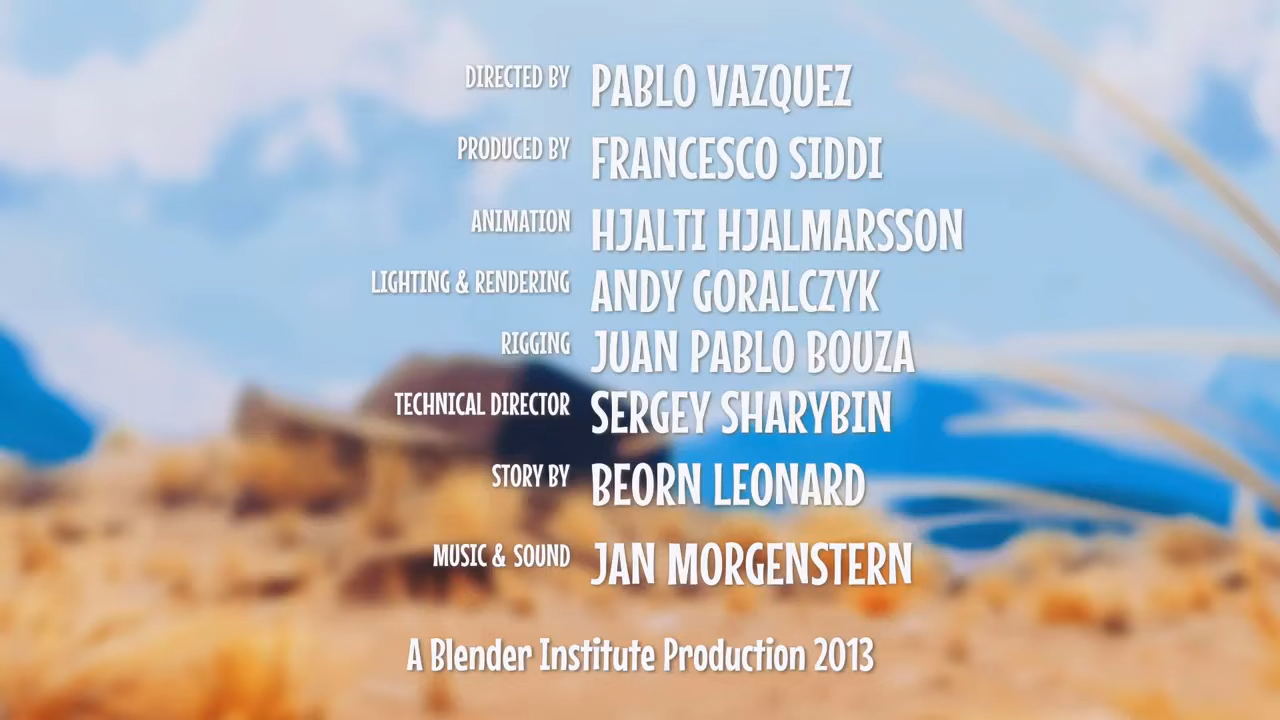 DIRECTED BY PABLO VAZQUEZ
PRODUCED BY FRANCESCO SIDDI
ANIMATION HJALTI HJALMARSSON
LIGHTING & RENDERING ANDY GORALCZYK
RIGGING JUAN PABLO BOUZA
TECHNICAL DIRECTOR SERGEY SHARYBIN
STORY BY BEORN LEONARD
MUSIC & SOUND JAN MORGENSTERN
A Blender Institute Production 2013